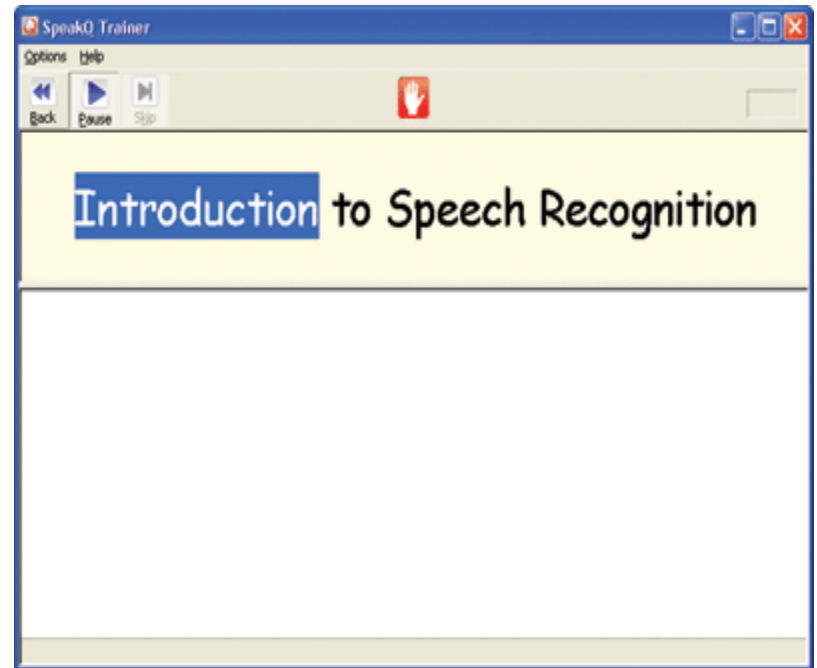 SpeakQ Trainer
Options Help
Back Pause Skip
Introduction to Speech Recognition